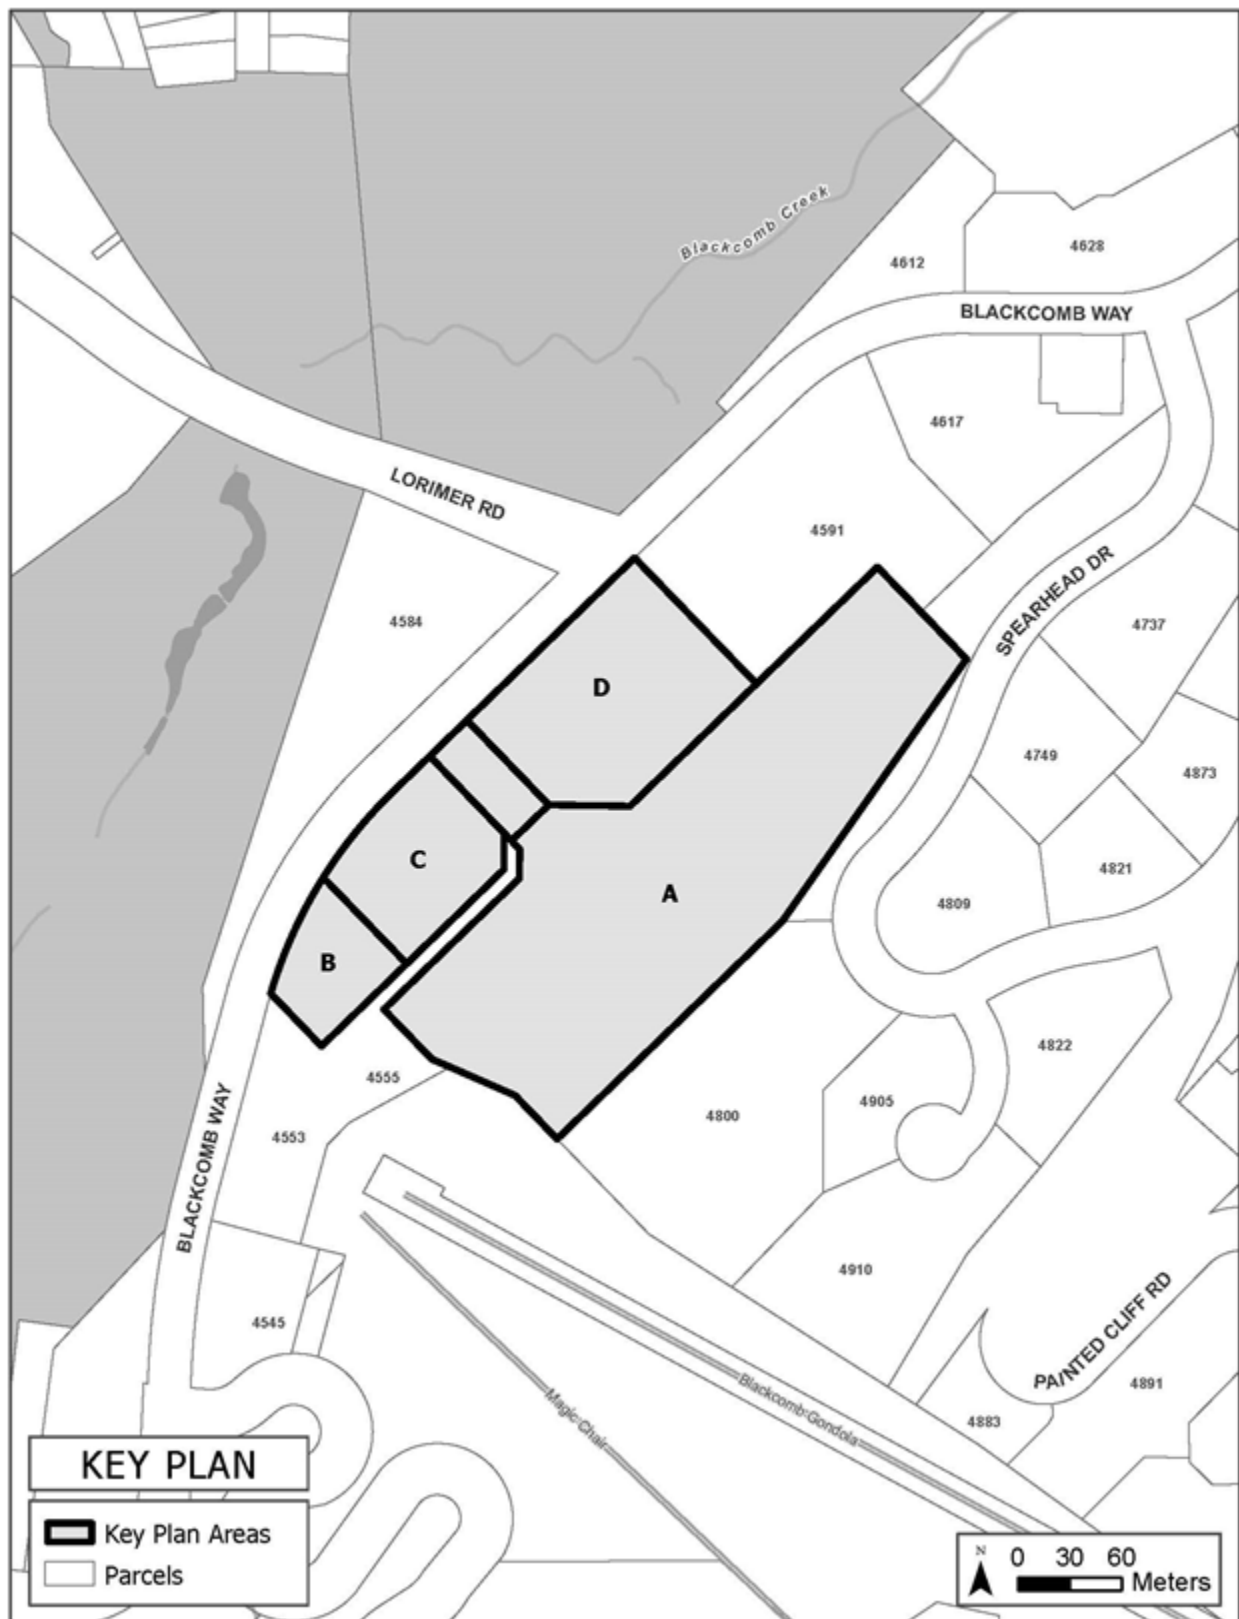 Blackcomb Creek
4612
4628
BLACKCOMB WAY
4617
LORIMER RD
4591
SPEARHEAD DR
4584
4737
D
4749
4873
C
A
4821
4809
B
4822
4555
4905
4800
4553
BLACKCOMB WAY
4910
4545
PAINTED CLIFF RD
4891
Blackcomb Gondola
Magic Chair
4883
KEY PLAN
Key Plan Areas
Parcels
N
0 30 60
Meters